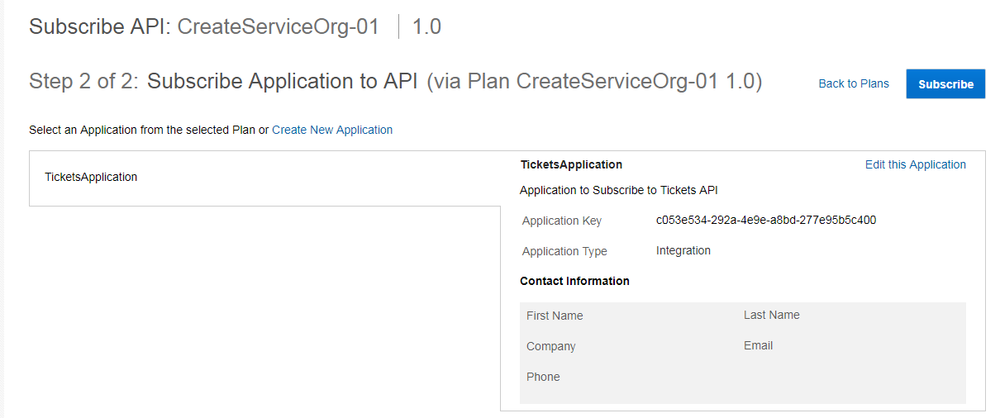 Subscribe API: CreateServiceOrg-01 1.0
Step 2 of 2: Subscribe Application to API (via Plan CreateServiceOrg-01 1.0)
Back to Plans
Subscribe
Select an Application from the selected Plan or Create New Application
TicketsApplication
TicketsApplication
Edit this Application
Application to Subscribe to Tickets API
Application Key c053e534-292a-4e9e-a8bd-277e95b5c400
Application Type Integration
Contact Information
First Name Last Name
Company Email
Phone